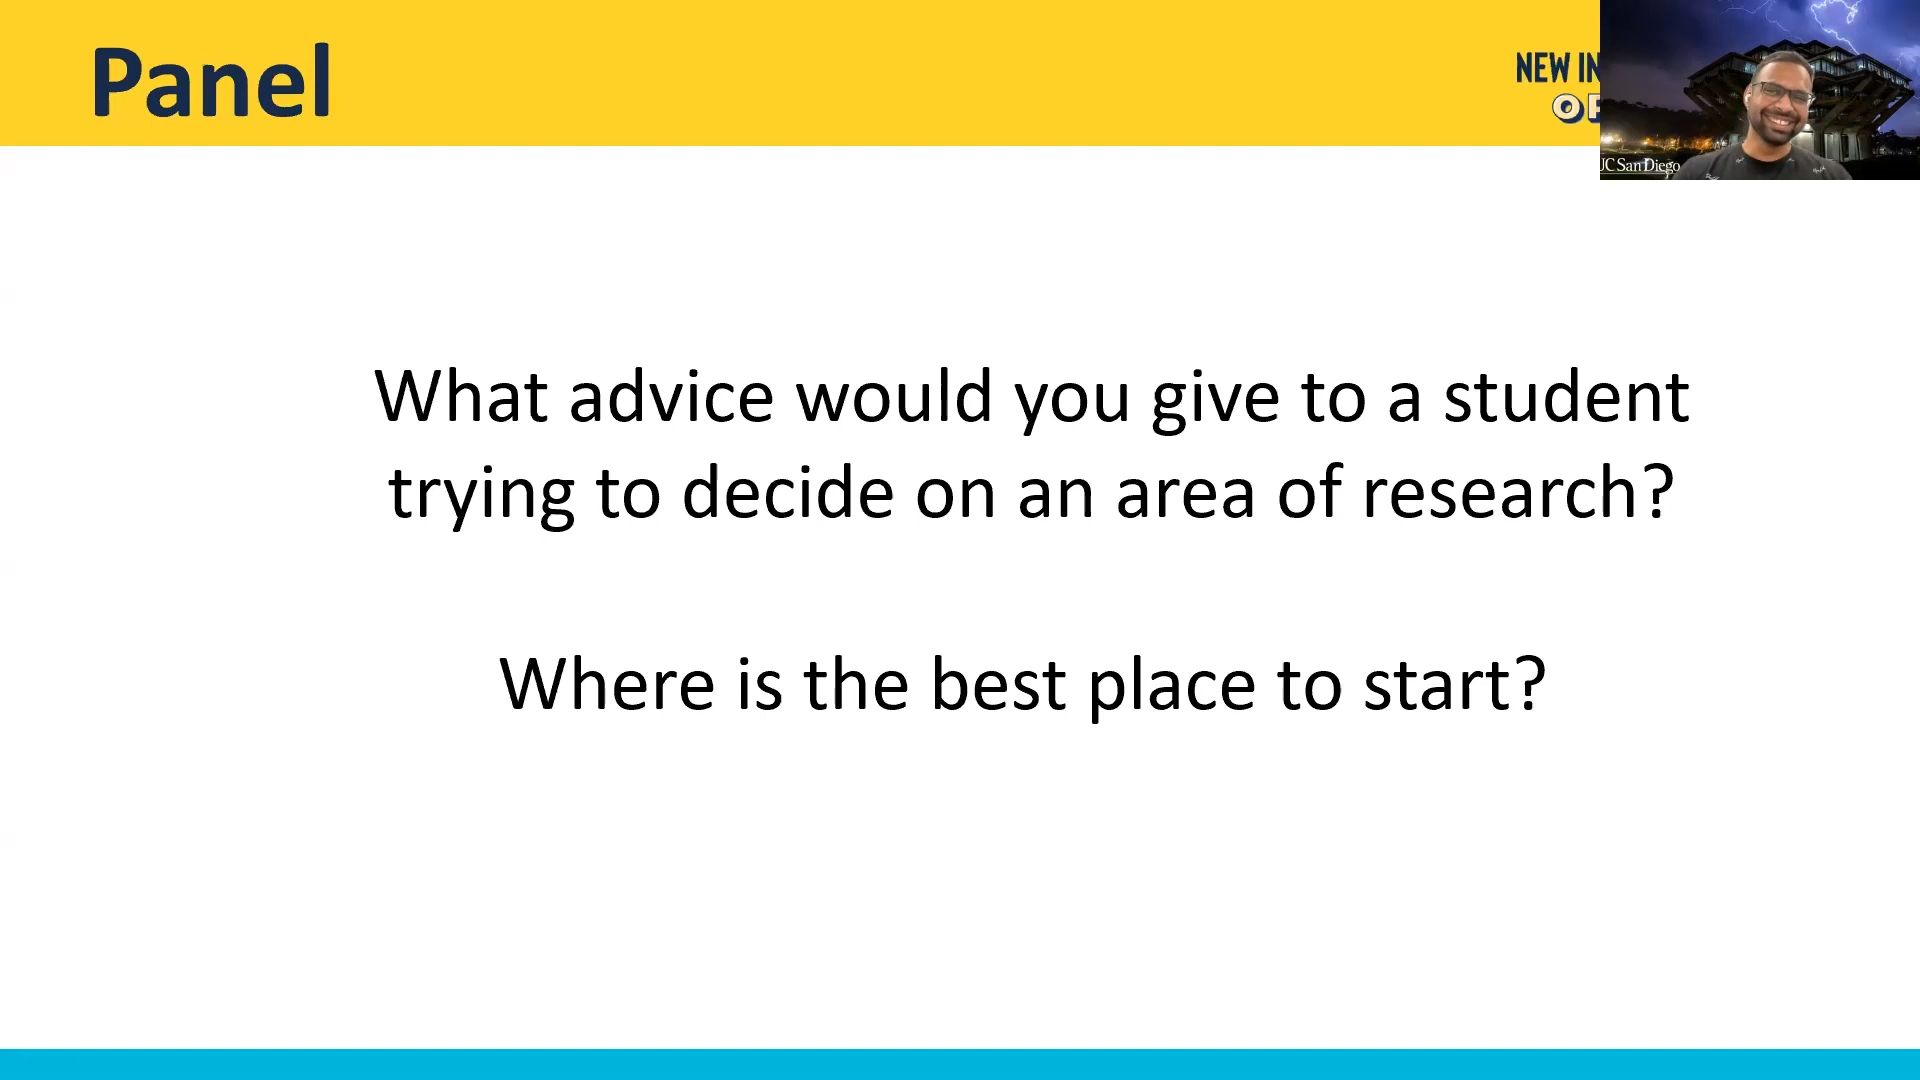 Panel
NEW IN
UC San Diego
What advice would you give to a student
trying to decide on an area of research?
Where is the best place to start?